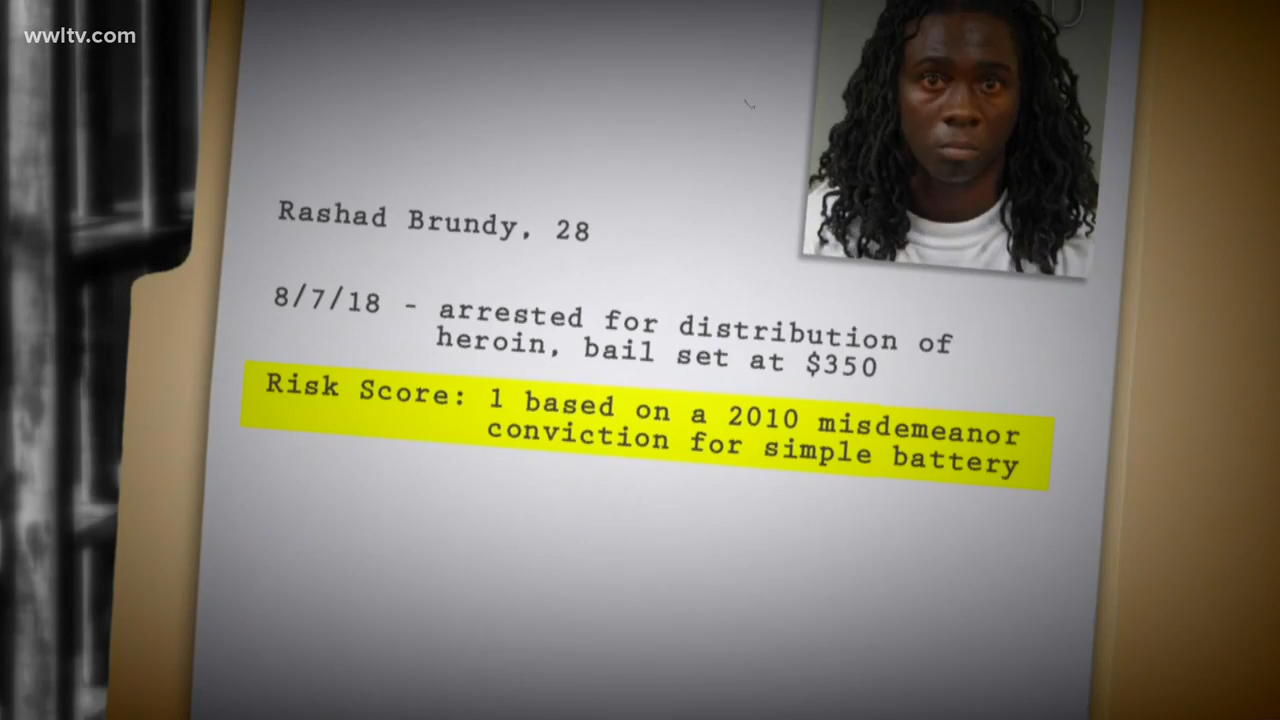 wwltv.com
Rashad Brundy, 28
8/7/18 - arrested for distribution of
heroin, bail set at $350
Risk Score: 1 based on a 2010 misdemeanor
conviction for simple battery